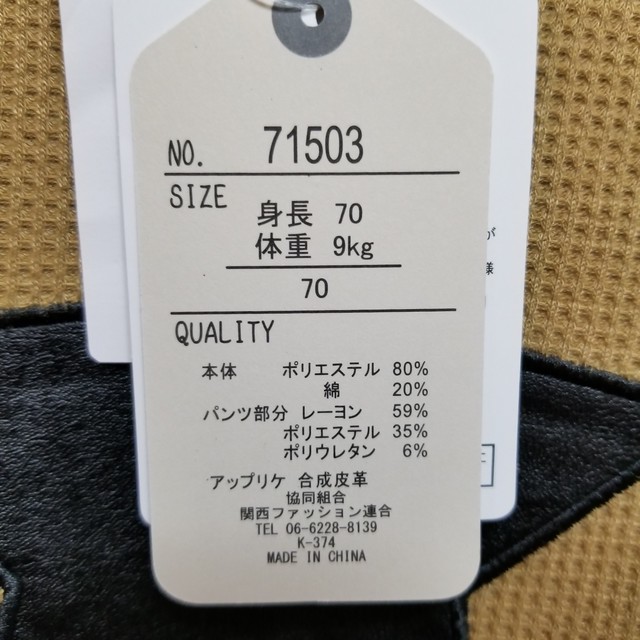 NO. 71503
SIZE
身長 70
体重 9kg
70
QUALITY
本体 ポリエステル 80%
綿 20%
パンツ部分 レーヨン 59%
ポリエステル 35%
ポリウレタン 6%
アップリケ 合成皮革
協同組合
関西ファッション連合
TEL 06-6228-8139
K-374
MADE IN CHINA
が
様
F